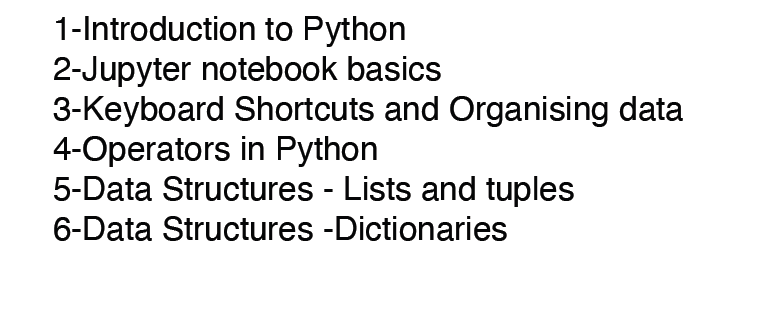 1-Introduction to Python
2-Jupyter notebook basics
3-Keyboard Shortcuts and Organising data
4-Operators in Python
5-Data Structures - Lists and tuples
6-Data Structures -Dictionaries